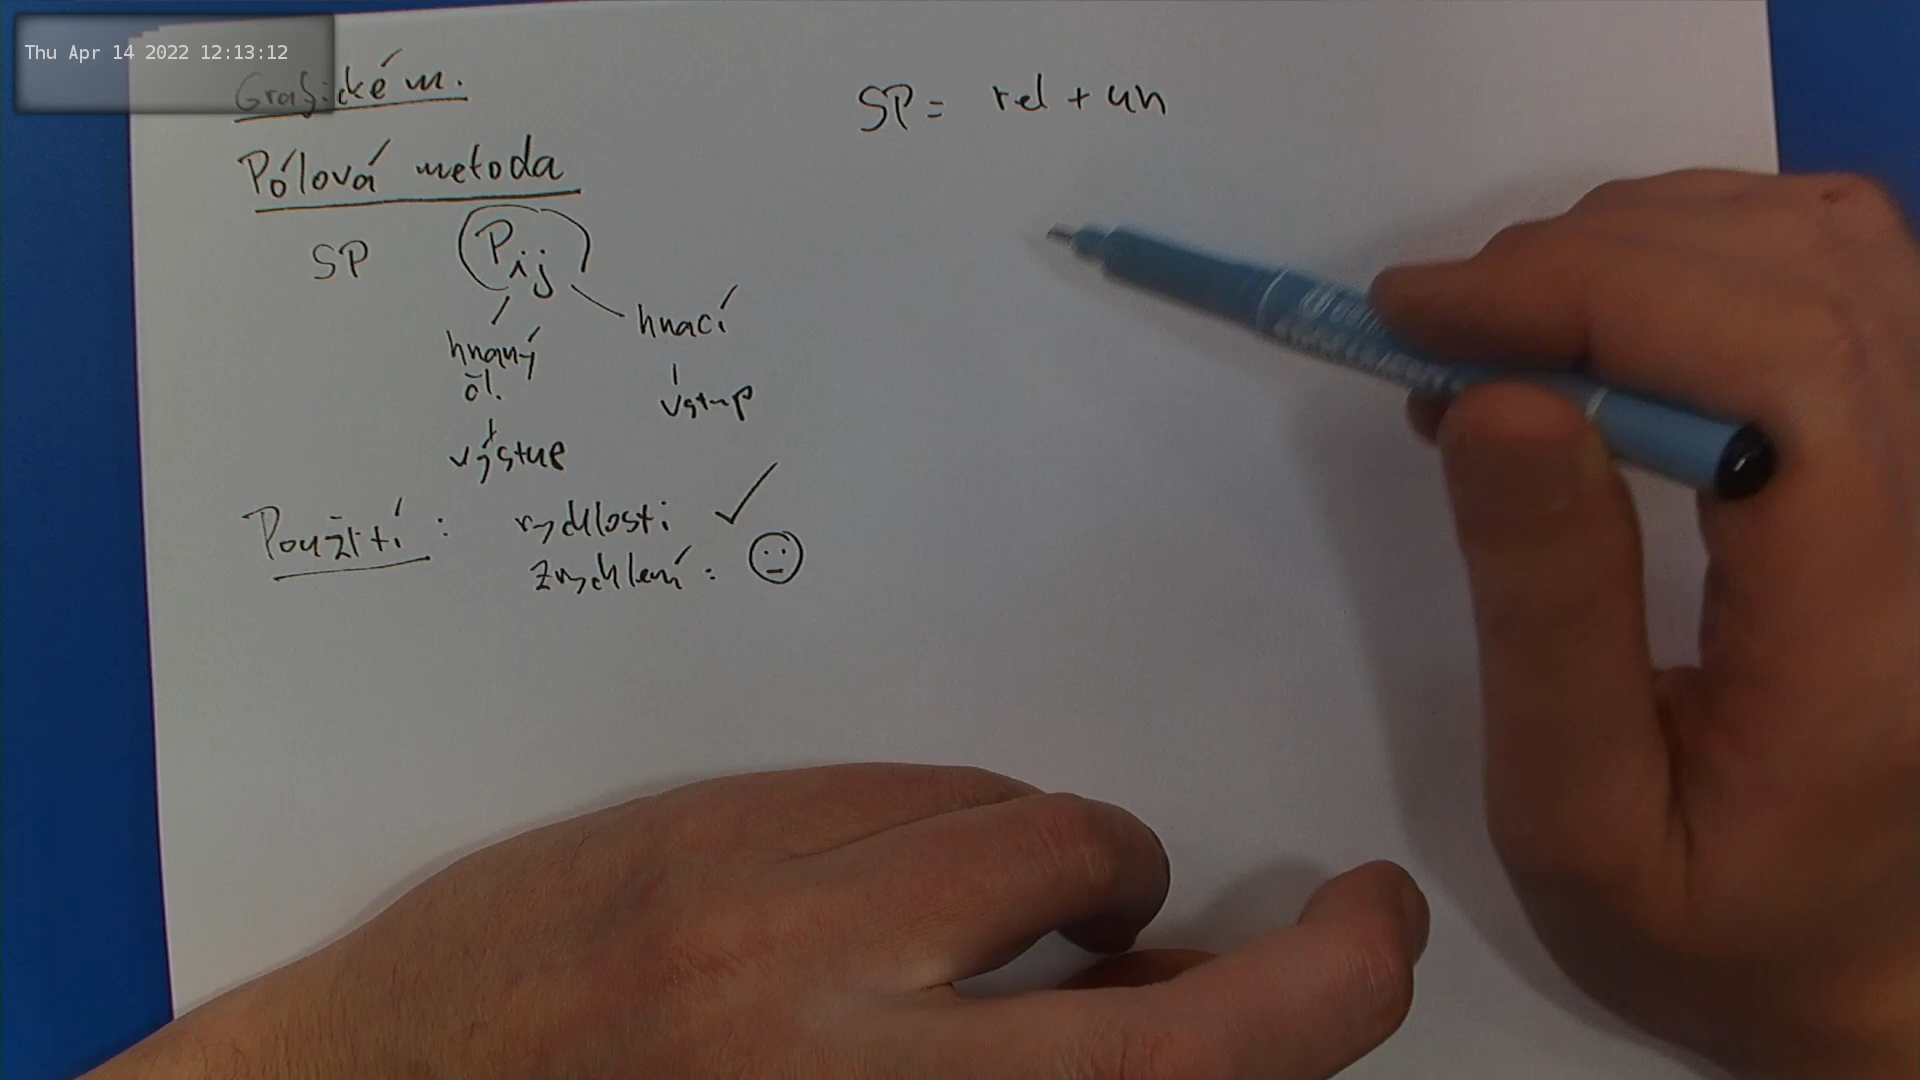 Thu Apr 14 2022 12:13:12
Grafické m.
Pólová metoda
SP Pij
hnaný
čl.
výstup
hnací
vstup
Použití: rychlosti ✓
zrychlení:
SP = rel + un